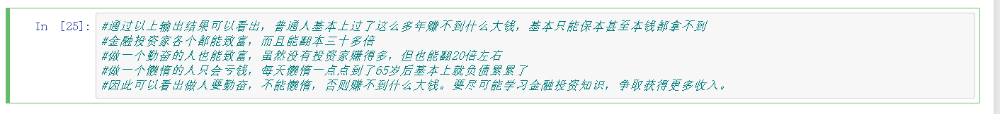 In [25]: #通过以上输出结果可以看出，普通人基本上过了这么多年赚不到什么大钱，基本只能保本甚至本钱都拿不到
#金融投资家各个都能致富，而且能翻本三十多倍
#做一个勤奋的人也能致富，虽然没有投资家赚得多，但也能翻20倍左右
#做一个懒惰的人只会亏钱，每天懒惰一点点到了65岁后基本上就负债累累了
#因此可以看出做人要勤奋，不能懒惰，否则赚不到什么大钱。要尽可能学习金融投资知识，争取获得更多收入。